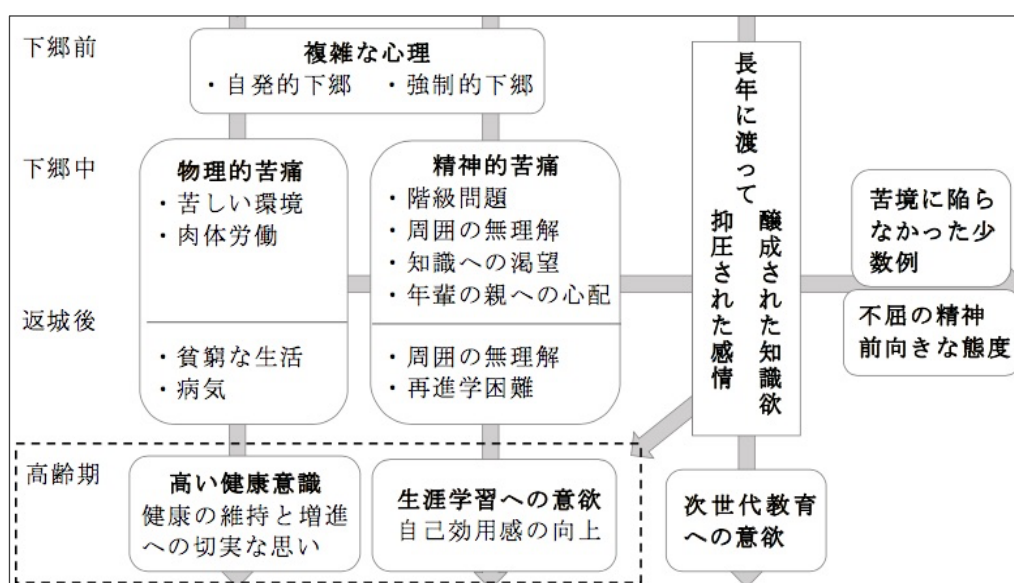 下郷前
複雑な心理
・自発的下郷　・強制的下郷
下郷中
物理的苦痛
・苦しい環境
・肉体労働
精神的苦痛
・階級問題
・周囲の無理解
・知識への渇望
・年輩の親への心配
長年に渡って
醸成された知識欲
抑圧された感情
苦境に陥ら
なかった少
数例
不屈の精神
前向きな態度
返城後
・貧窮な生活
・病気
・周囲の無理解
・再進学困難
高齢期
高い健康意識
健康の維持と増進
への切実な思い
生涯学習への意欲
自己効用感の向上
次世代教育
への意欲